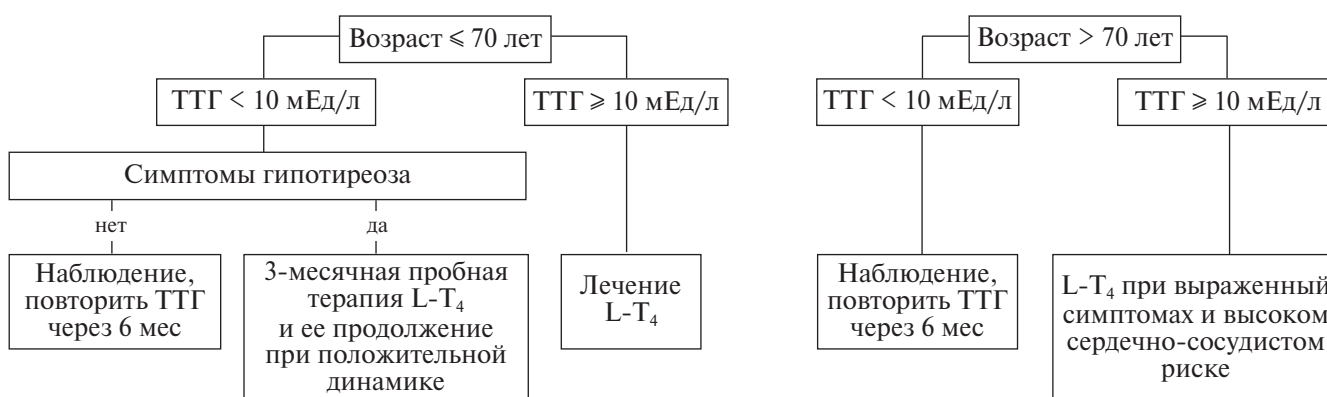 Возраст ⩽ 70 лет
ТТГ < 10 мЕд/л
ТТГ ⩾ 10 мЕд/л
Симптомы гипотиреоза
нет
да
Наблюдение,
повторить ТТГ
через 6 мес
3-месячная пробная
терапия L-T₄
и ее продолжение
при положительной
динамике
Лечение
L-T₄
Возраст > 70 лет
ТТГ < 10 мЕд/л
ТТГ ⩾ 10 мЕд/л
Наблюдение,
повторить ТТГ
через 6 мес
L-T₄ при выраженный
симптомах и высоком
сердечно-сосудистом
риске